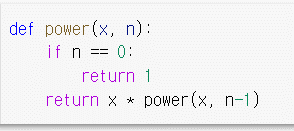 def power(x, n):
    if n == 0:
        return 1
    return x * power(x, n-1)